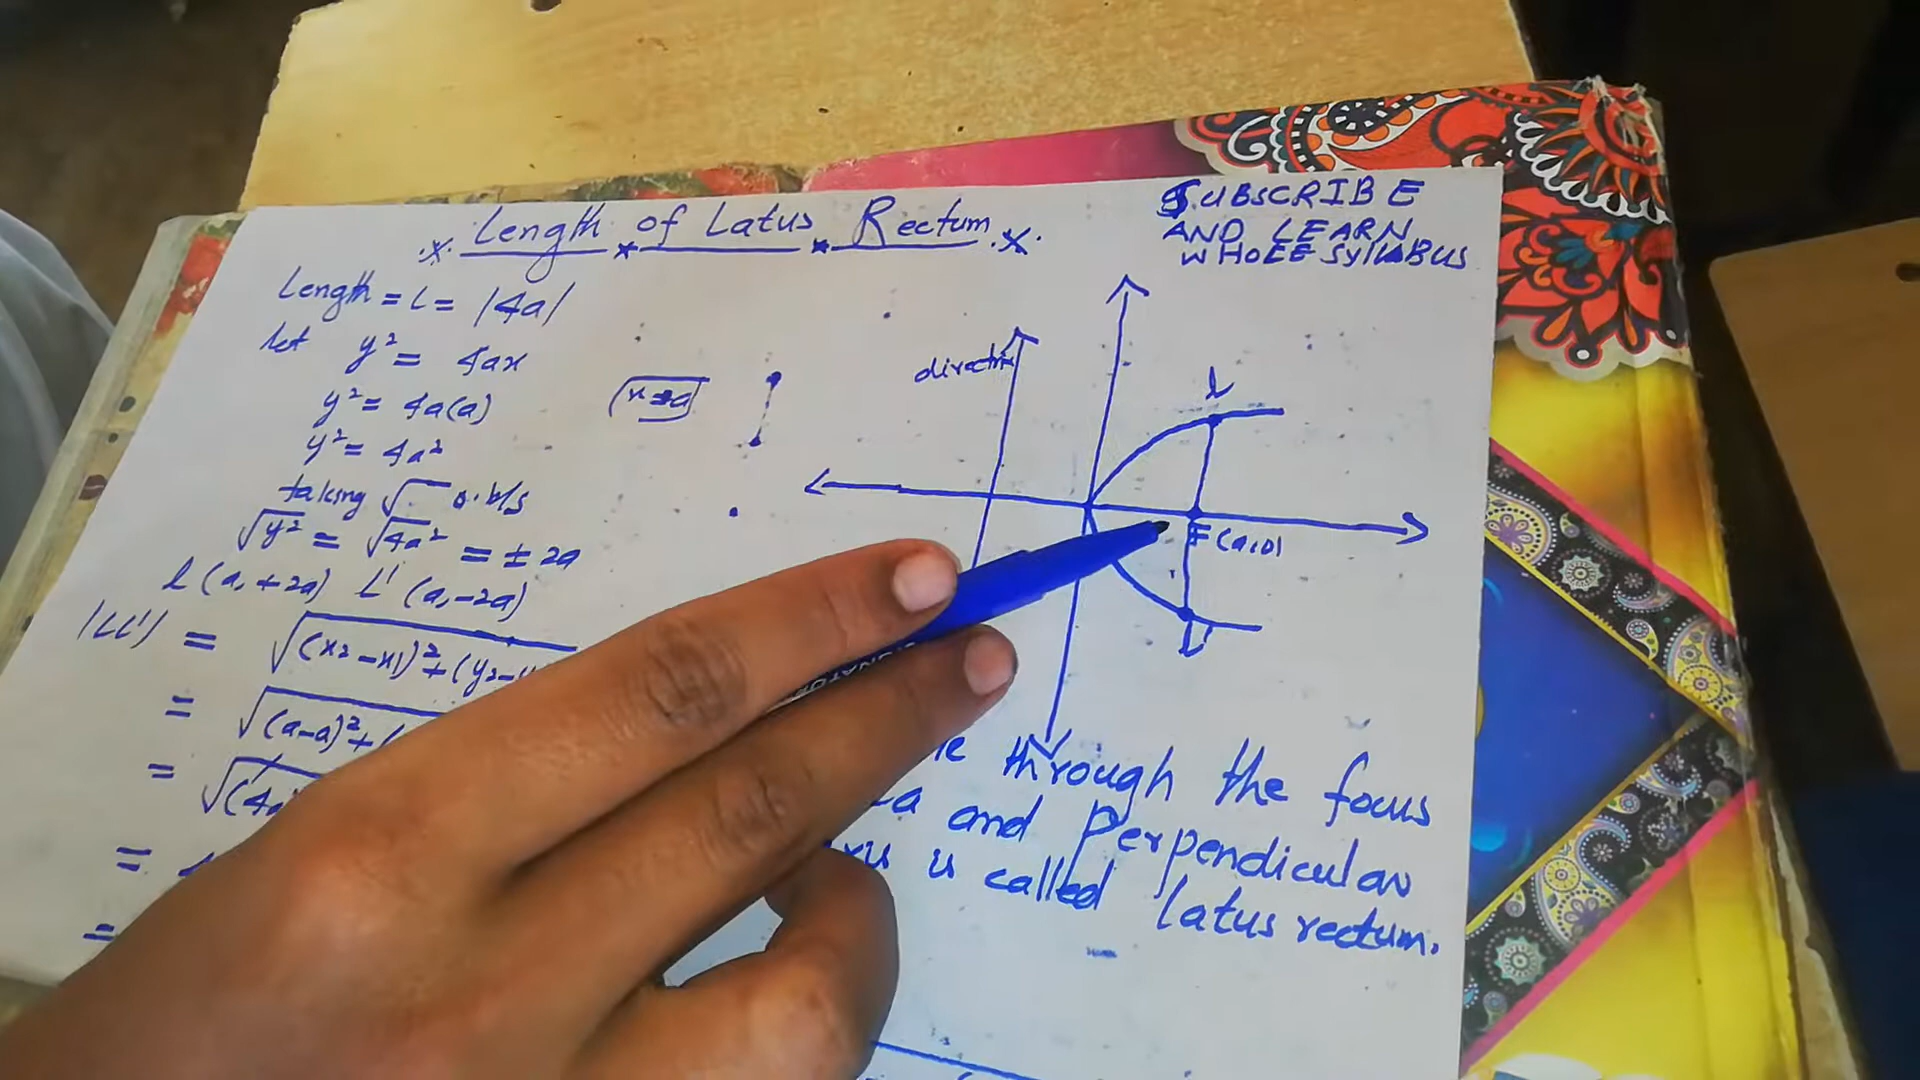 Length of Latus Rectum
SUBSCRIBE
AND LEARN
WHOLE SYLLABUS
Length = L = |4a|
let y² = 4ax
y² = 4a(a)
x = a
y² = 4a²
taking √ o.b/s
√y² = √4a² = ± 2a
L (a, +2a) L' (a, -2a)
|LL'| = √(x2-x1)²+(y2-
= √(a-a)²+(
= √(4a
=
=
directrix
L
F(a,0)
L'
through the focus
and perpendicular
is called latus rectum.